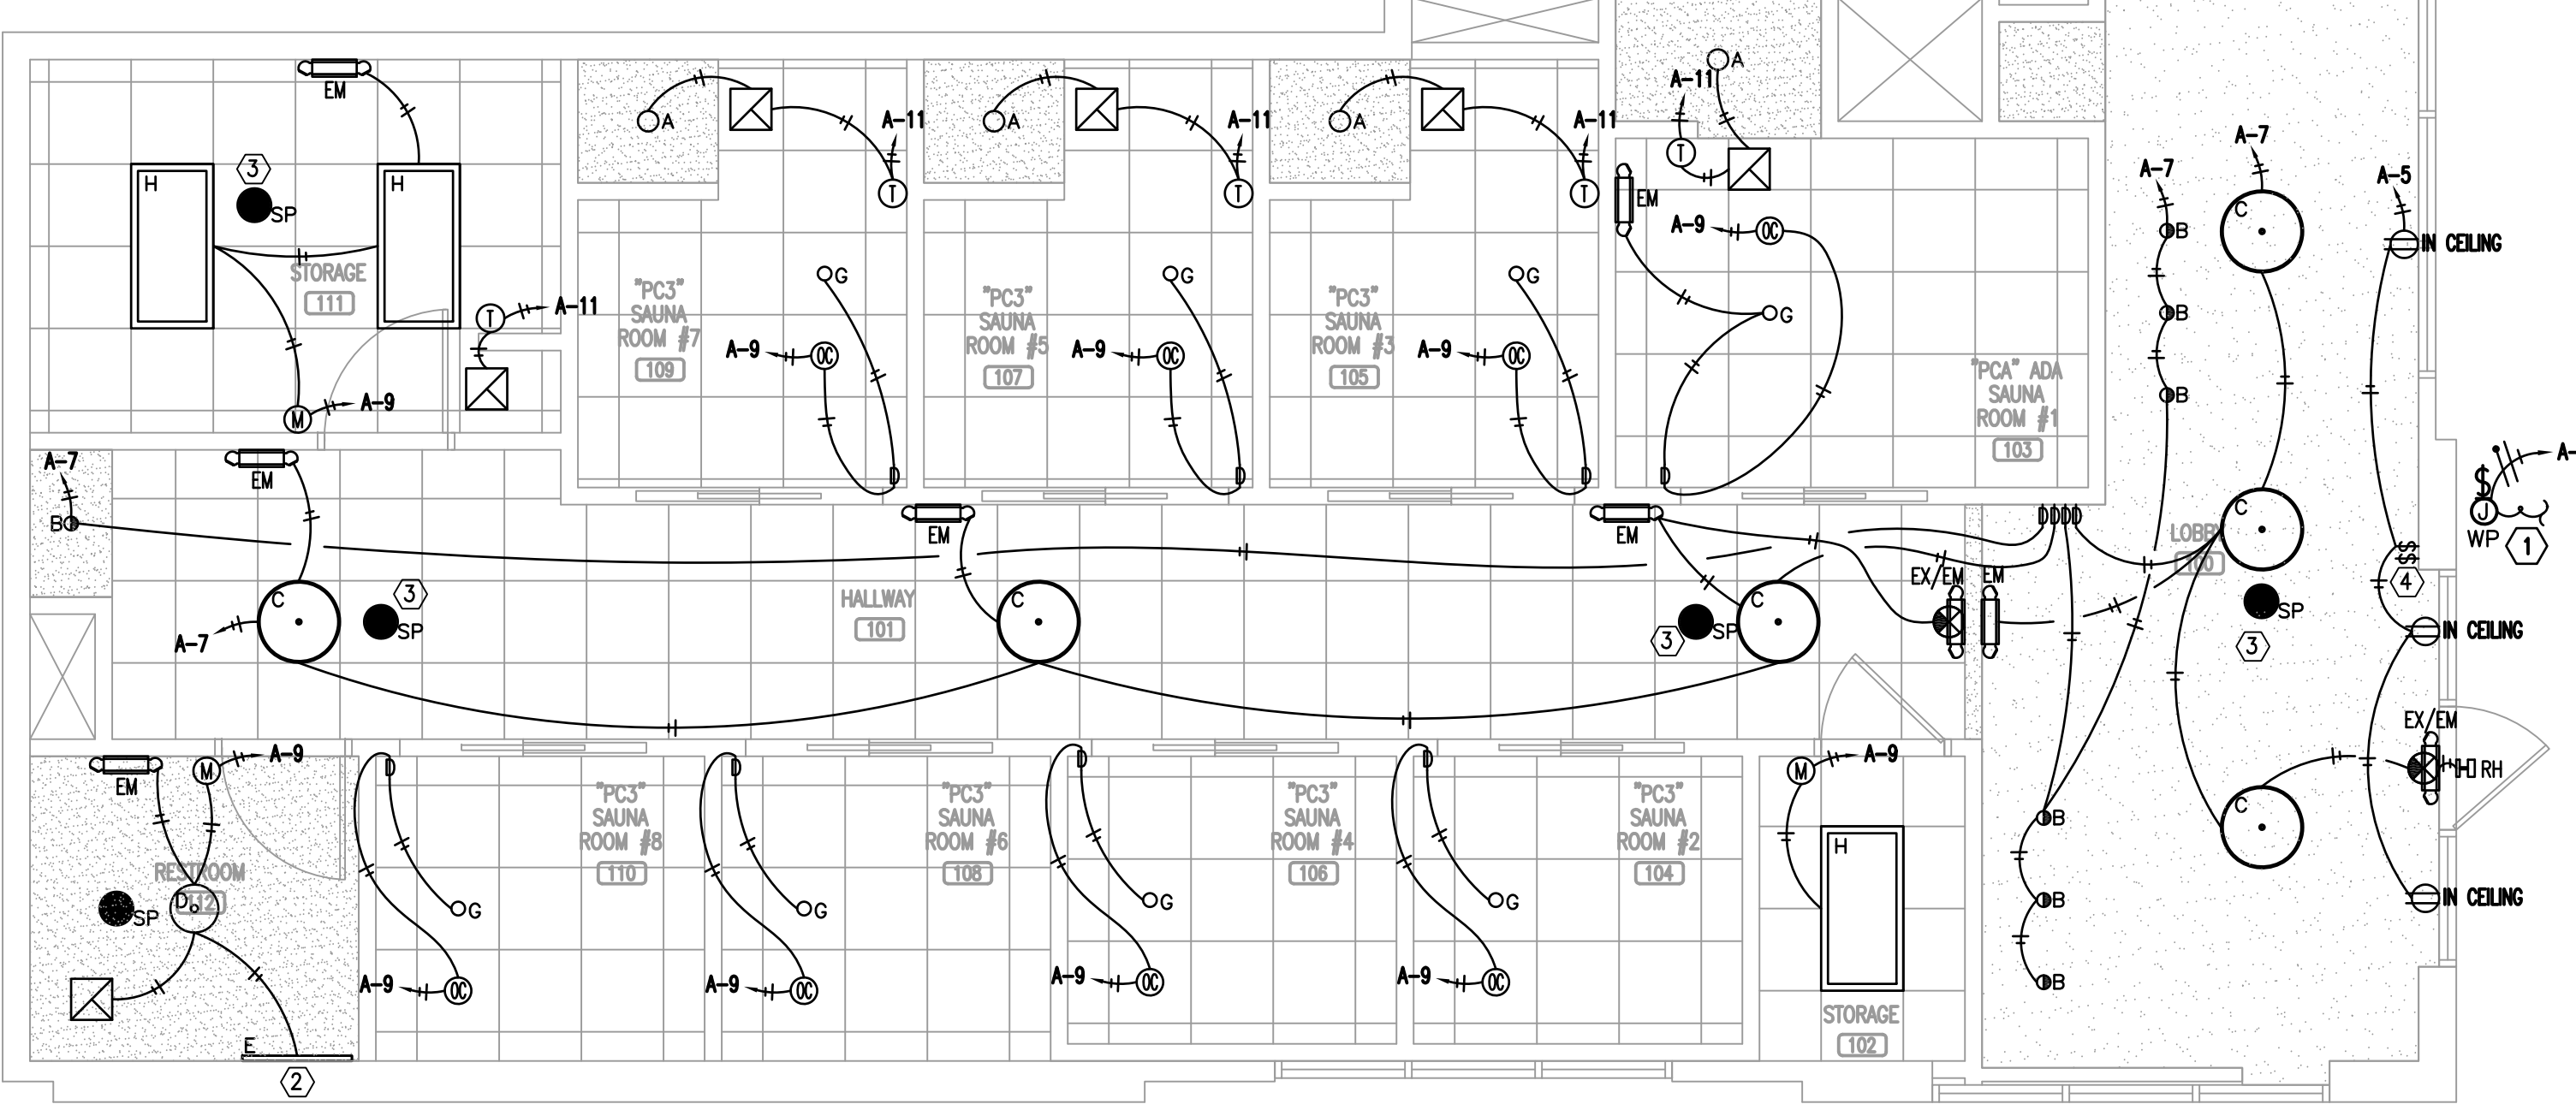 EM
H
3
SP
H
STORAGE
111
T
A-11
M
A-9
A
A-11
T
"PC3"
SAUNA
ROOM #7
109
G
A-9
OC
D
A
A-11
T
"PC3"
SAUNA
ROOM #5
107
G
A-9
OC
D
A
A-11
T
"PC3"
SAUNA
ROOM #3
105
G
A-9
OC
D
A
A-11
T
EM
A-9
OC
G
"PCA" ADA
SAUNA
ROOM #1
103
D
A-7
B
B
B
A-7
C
A-5
IN CEILING
A-7
B
EM
C
3
SP
A-7
HALLWAY
101
EM
C
EM
3
SP
C
EX/EM
EM
D
D
D
D
LOBBY
100
C
SP
3
$
$
4
IN CEILING
$
J
WP
1
A-
EX/EM
RH
C
IN CEILING
B
B
B
EM
M
A-9
RESTROOM
112
D
SP
E
2
D
"PC3"
SAUNA
ROOM #8
110
G
A-9
OC
D
"PC3"
SAUNA
ROOM #6
108
G
A-9
OC
D
"PC3"
SAUNA
ROOM #4
106
G
A-9
OC
D
"PC3"
SAUNA
ROOM #2
104
G
A-9
OC
M
A-9
H
STORAGE
102